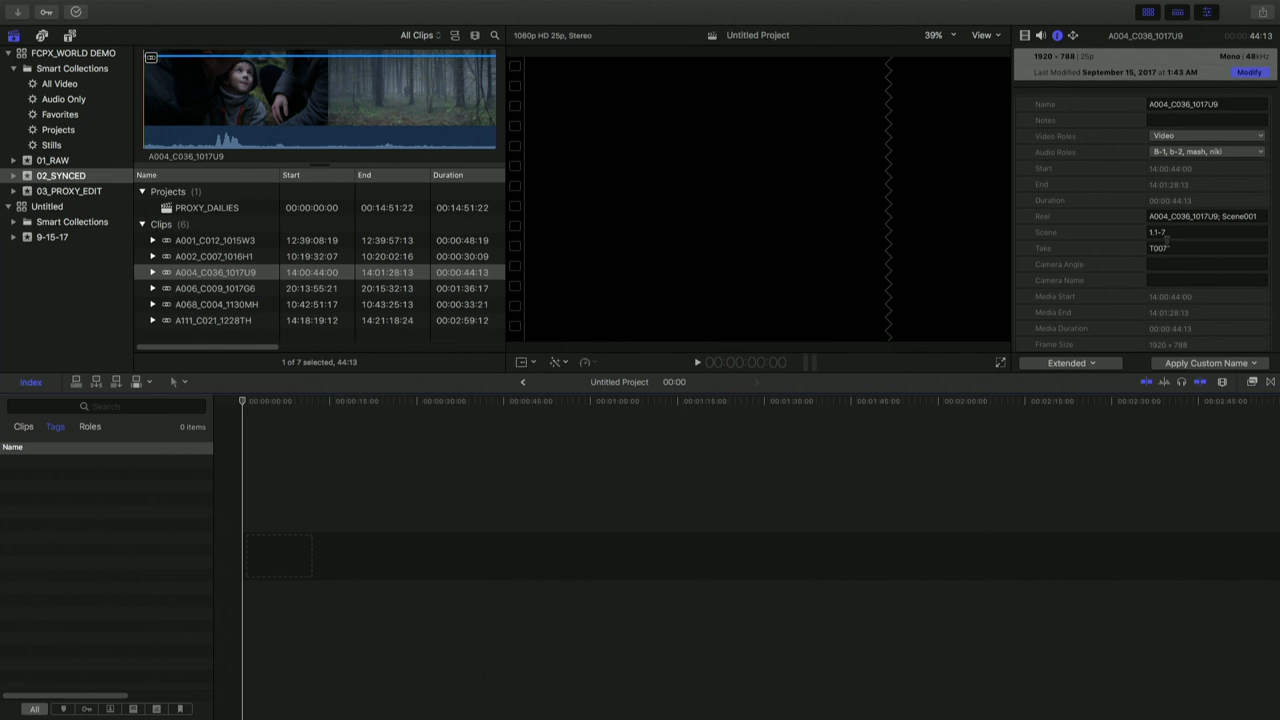 All Clips
1080p HD 25p, Stereo
Untitled Project
39%
View
A004_C036_1017U9
00:00 44:13
FCPX_WORLD DEMO
Smart Collections
All Video
Audio Only
Favorites
Projects
Stills
01_RAW
02_SYNCED
03_PROXY_EDIT
Untitled
Smart Collections
9-15-17
A004_C036_1017U9
Name Start End Duration
Projects (1)
PROXY_DAILIES 00:00:00:00 00:14:51:22 00:14:51:22
Clips (6)
A001_C012_1015W3 12:39:08:19 12:39:57:13 00:00:48:19
A002_C007_1016H1 10:19:32:07 10:20:02:16 00:00:30:09
A004_C036_1017U9 14:00:44:00 14:01:28:13 00:00:44:13
A006_C009_1017G6 20:13:55:21 20:15:32:13 00:01:36:17
A068_C004_1130MH 10:42:51:17 10:43:25:13 00:00:33:21
A111_C021_1228TH 14:18:19:12 14:21:18:24 00:02:59:12
1 of 7 selected, 44:13
00:00:00:00
1920 × 788 | 25p Mono | 48kHz
Last Modified September 15, 2017 at 1:43 AM Modify
Name A004_C036_1017U9
Notes
Video Roles Video
Audio Roles B-1, b-2, mash, niki
Start 14:00:44:00
End 14:01:28:13
Duration 00:00:44:13
Reel A004_C036_1017U9; Scene001
Scene 1.1-7
Take T007
Camera Angle
Camera Name
Media Start 14:00:44:00
Media End 14:01:28:13
Media Duration 00:00:44:13
Frame Size 1920 × 788
Extended Apply Custom Name
Index
Untitled Project 00:00
Search
Clips Tags Roles 0 items
Name
00:00:00:00 00:00:15:00 00:00:30:00 00:00:45:00 00:01:00:00 00:01:15:00 00:01:30:00 00:01:45:00 00:02:00:00 00:02:15:00 00:02:30:00 00:02:45:00
All